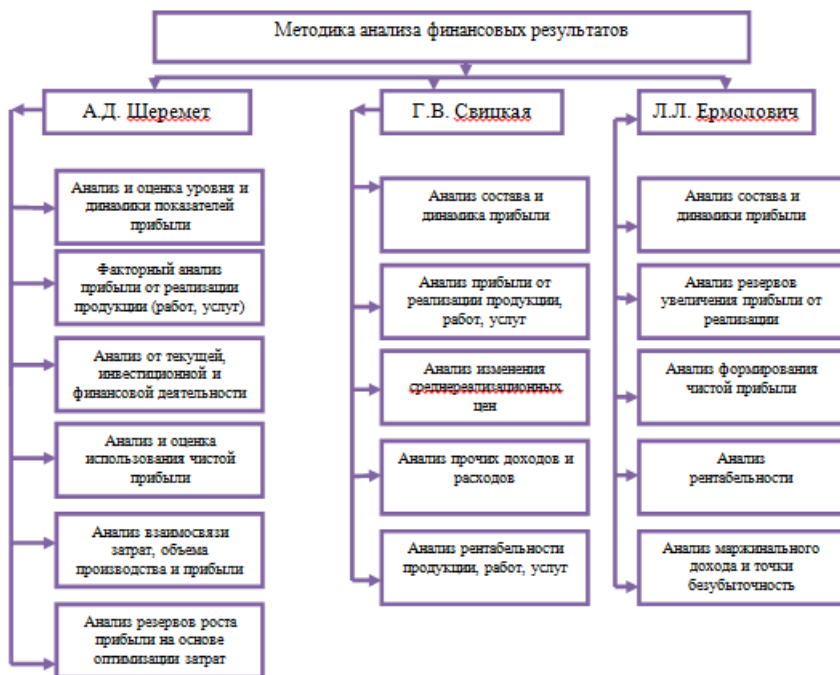 Методика анализа финансовых результатов
А.Д. Шеремет
Анализ и оценка уровня и
динамики показателей
прибыли
Факторный анализ
прибыли от реализации
продукции (работ, услуг)
Анализ от текущей,
инвестиционной и
финансовой деятельности
Анализ и оценка
использования чистой
прибыли
Анализ взаимосвязи
затрат, объема
производства и прибыли
Анализ резервов роста
прибыли на основе
оптимизации затрат
Г.В. Свицкая
Анализ состава и
динамика прибыли
Анализ прибыли от
реализации продукции,
работ, услуг
Анализ изменения
среднереализационных
цен
Анализ прочих доходов и
расходов
Анализ рентабельности
продукции, работ, услуг
Л.Л. Ермолович
Анализ состава и
динамики прибыли
Анализ резервов
увеличения прибыли от
реализации
Анализ формирования
чистой прибыли
Анализ
рентабельности
Анализ маржинального
дохода и точки
безубыточность